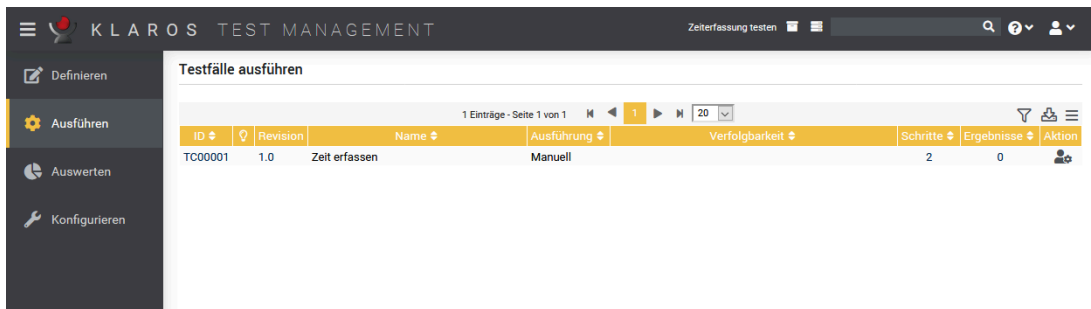 KLAROS TEST MANAGEMENT
Zeiterfassung testen
Definieren
Ausführen
Auswerten
Konfigurieren
Testfälle ausführen
1 Einträge - Seite 1 von 1 1 20
ID Revision Name Ausführung Verfolgbarkeit Schritte Ergebnisse Aktion
TC00001 1.0 Zeit erfassen Manuell 2 0